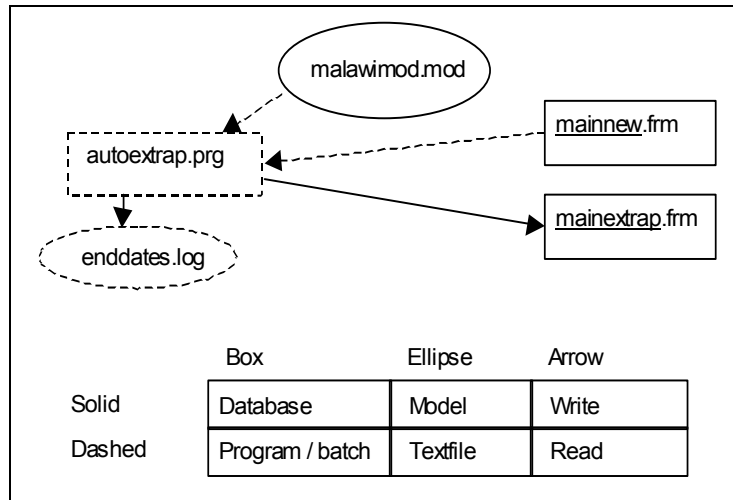 malawimod.mod
mainnew.frm
autoextrap.prg
mainextrap.frm
enddates.log
Box Ellipse Arrow
Solid Database Model Write
Dashed Program / batch Textfile Read